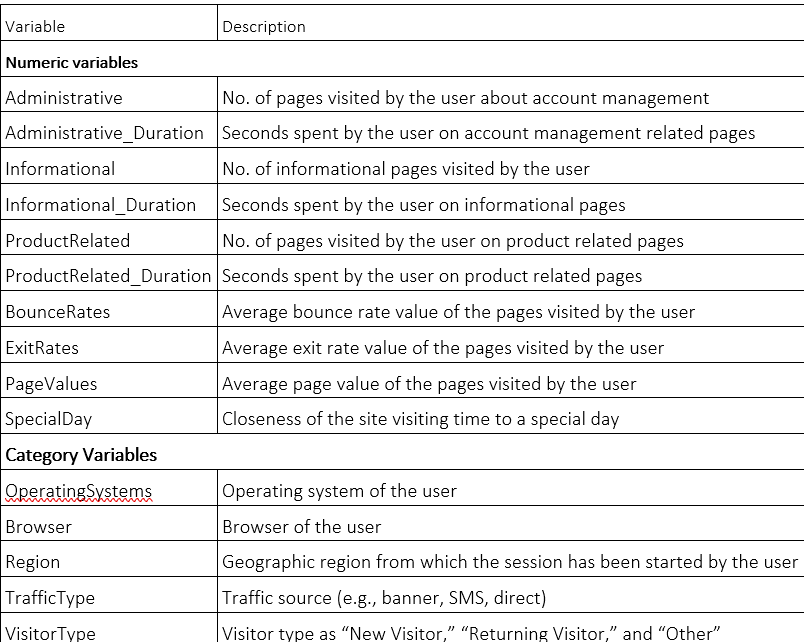 Variable Description
Numeric variables
Administrative No. of pages visited by the user about account management
Administrative_Duration Seconds spent by the user on account management related pages
Informational No. of informational pages visited by the user
Informational_Duration Seconds spent by the user on informational pages
ProductRelated No. of pages visited by the user on product related pages
ProductRelated_Duration Seconds spent by the user on product related pages
BounceRates Average bounce rate value of the pages visited by the user
ExitRates Average exit rate value of the pages visited by the user
PageValues Average page value of the pages visited by the user
SpecialDay Closeness of the site visiting time to a special day
Category Variables
OperatingSystems Operating system of the user
Browser Browser of the user
Region Geographic region from which the session has been started by the user
TrafficType Traffic source (e.g., banner, SMS, direct)
VisitorType Visitor type as “New Visitor,” “Returning Visitor,” and “Other”